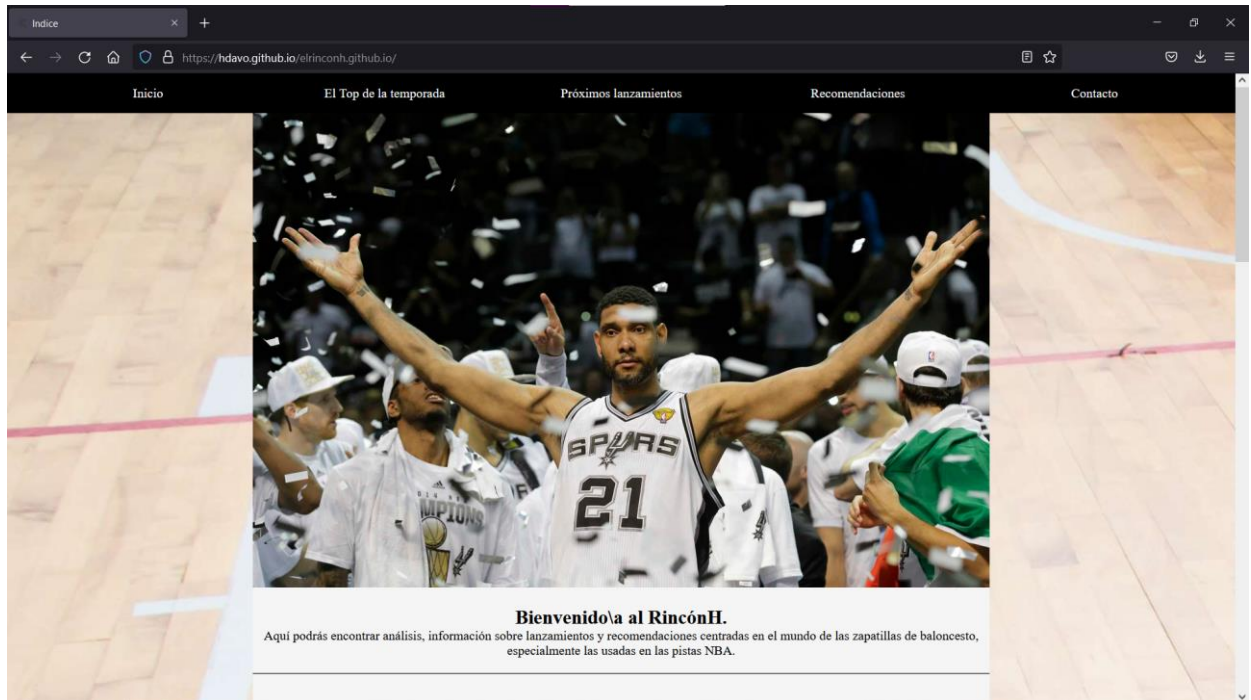 Indice
https://hdavo.github.io/elrinconh.github.io/
Inicio El Top de la temporada Próximos lanzamientos Recomendaciones Contacto
SPURS
21
CHAMPIONS
Bienvenido\a al RincónH.
Aquí podrás encontrar análisis, información sobre lanzamientos y recomendaciones centradas en el mundo de las zapatillas de baloncesto,
especialmente las usadas en las pistas NBA.